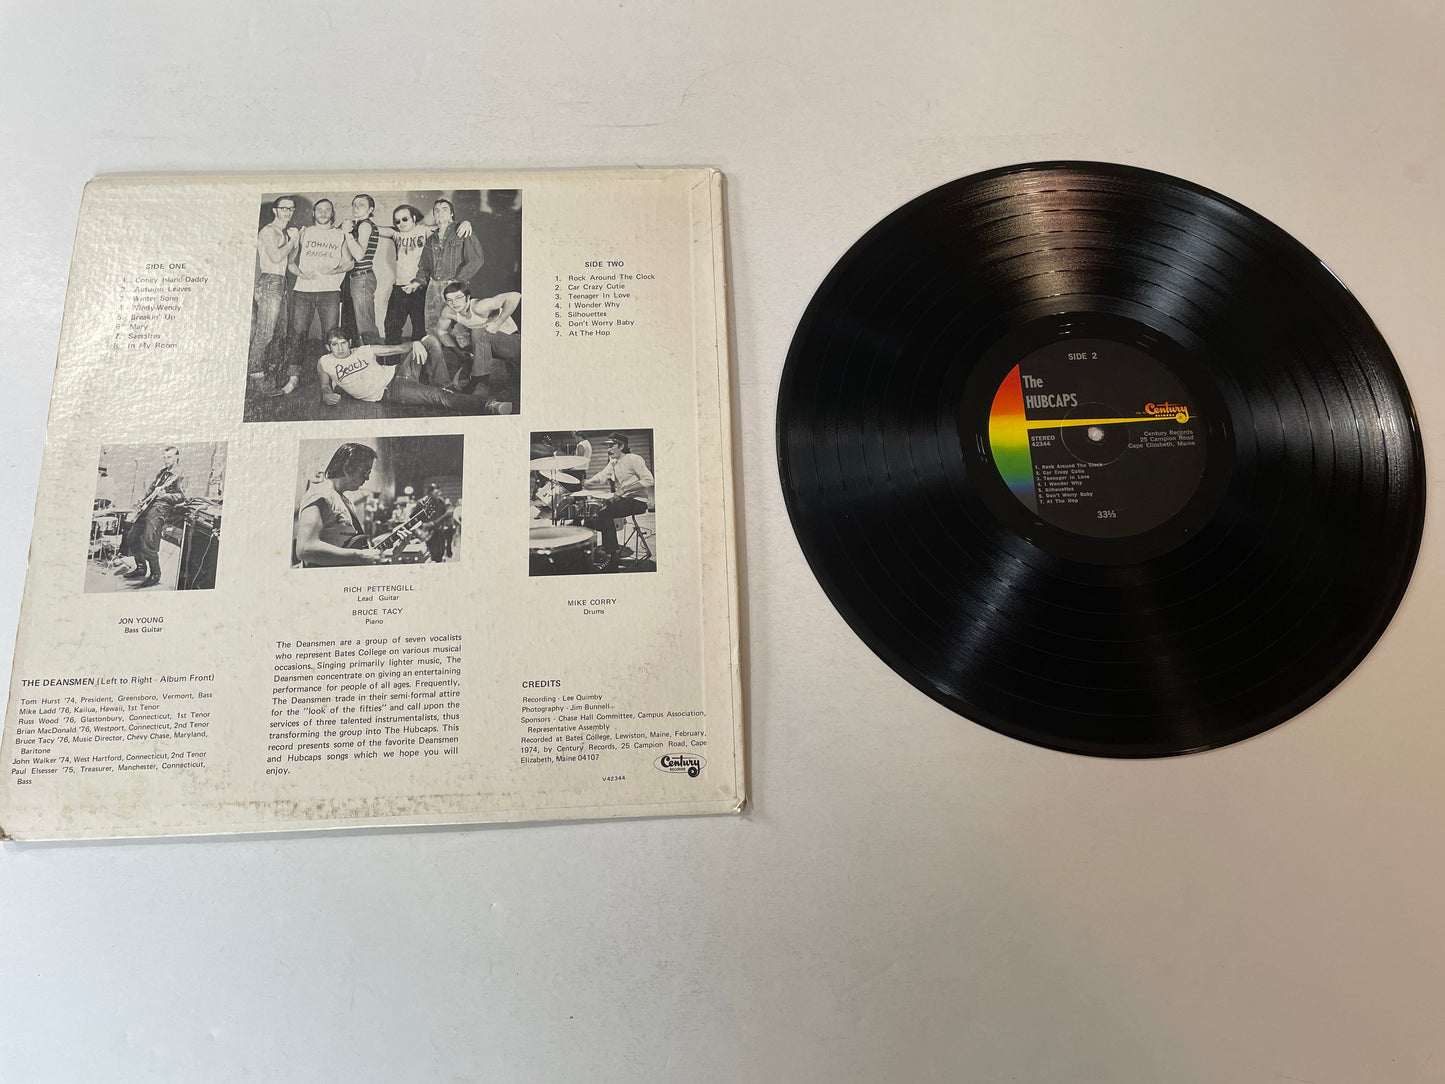 SIDE ONE
1. Coney Island Daddy
2. Autumn Leaves
3. Winter Song
4. Windy-Wendy
5. Breakin' Up
6. Mary
7. Sassafras
8. In My Room
JOHNNY
ANGEL
DUKE
Beach
SIDE TWO
1. Rock Around The Clock
2. Car Crazy Cutie
3. Teenager In Love
4. I Wonder Why
5. Silhouettes
6. Don't Worry Baby
7. At The Hop
JON YOUNG
Bass Guitar
RICH PETTENGILL
Lead Guitar
BRUCE TACY
Piano
MIKE CORRY
Drums
THE DEANSMEN (Left to Right - Album Front)
Tom Hurst '74, President, Greensboro, Vermont, Bass
Mike Ladd '76, Kailua, Hawaii, 1st Tenor
Russ Wood '76, Glastonbury, Connecticut, 1st Tenor
Brian MacDonald '76, Westport, Connecticut, 2nd Tenor
Bruce Tacy '76, Music Director, Chevy Chase, Maryland,
Baritone
John Walker '74, West Hartford, Connecticut, 2nd Tenor
Paul Elsesser '75, Treasurer, Manchester, Connecticut,
Bass
The Deansmen are a group of seven vocalists
who represent Bates College on various musical
occasions. Singing primarily lighter music, The
Deansmen concentrate on giving an entertaining
performance for people of all ages. Frequently,
The Deansmen trade in their semi-formal attire
for the "look of the fifties" and call upon the
services of three talented instrumentalists, thus
transforming the group into The Hubcaps. This
record presents some of the favorite Deansmen
and Hubcaps songs which we hope you will
enjoy.
CREDITS
Recording - Lee Quimby
Photography - Jim Bunnell
Sponsors - Chase Hall Committee, Campus Association,
Representative Assembly
Recorded at Bates College, Lewiston, Maine, February,
1974, by Century Records, 25 Campion Road, Cape
Elizabeth, Maine 04107
Century
RECORDS
V42344
SIDE 2
The
HUBCAPS
Century
RECORDS
STEREO
42344
Century Records
25 Campion Road
Cape Elizabeth, Maine
1. Rock Around The Clock
2. Car Crazy Cutie
3. Teenager In Love
4. I Wonder Why
5. Silhouettes
6. Don't Worry Baby
7. At The Hop
33⅓